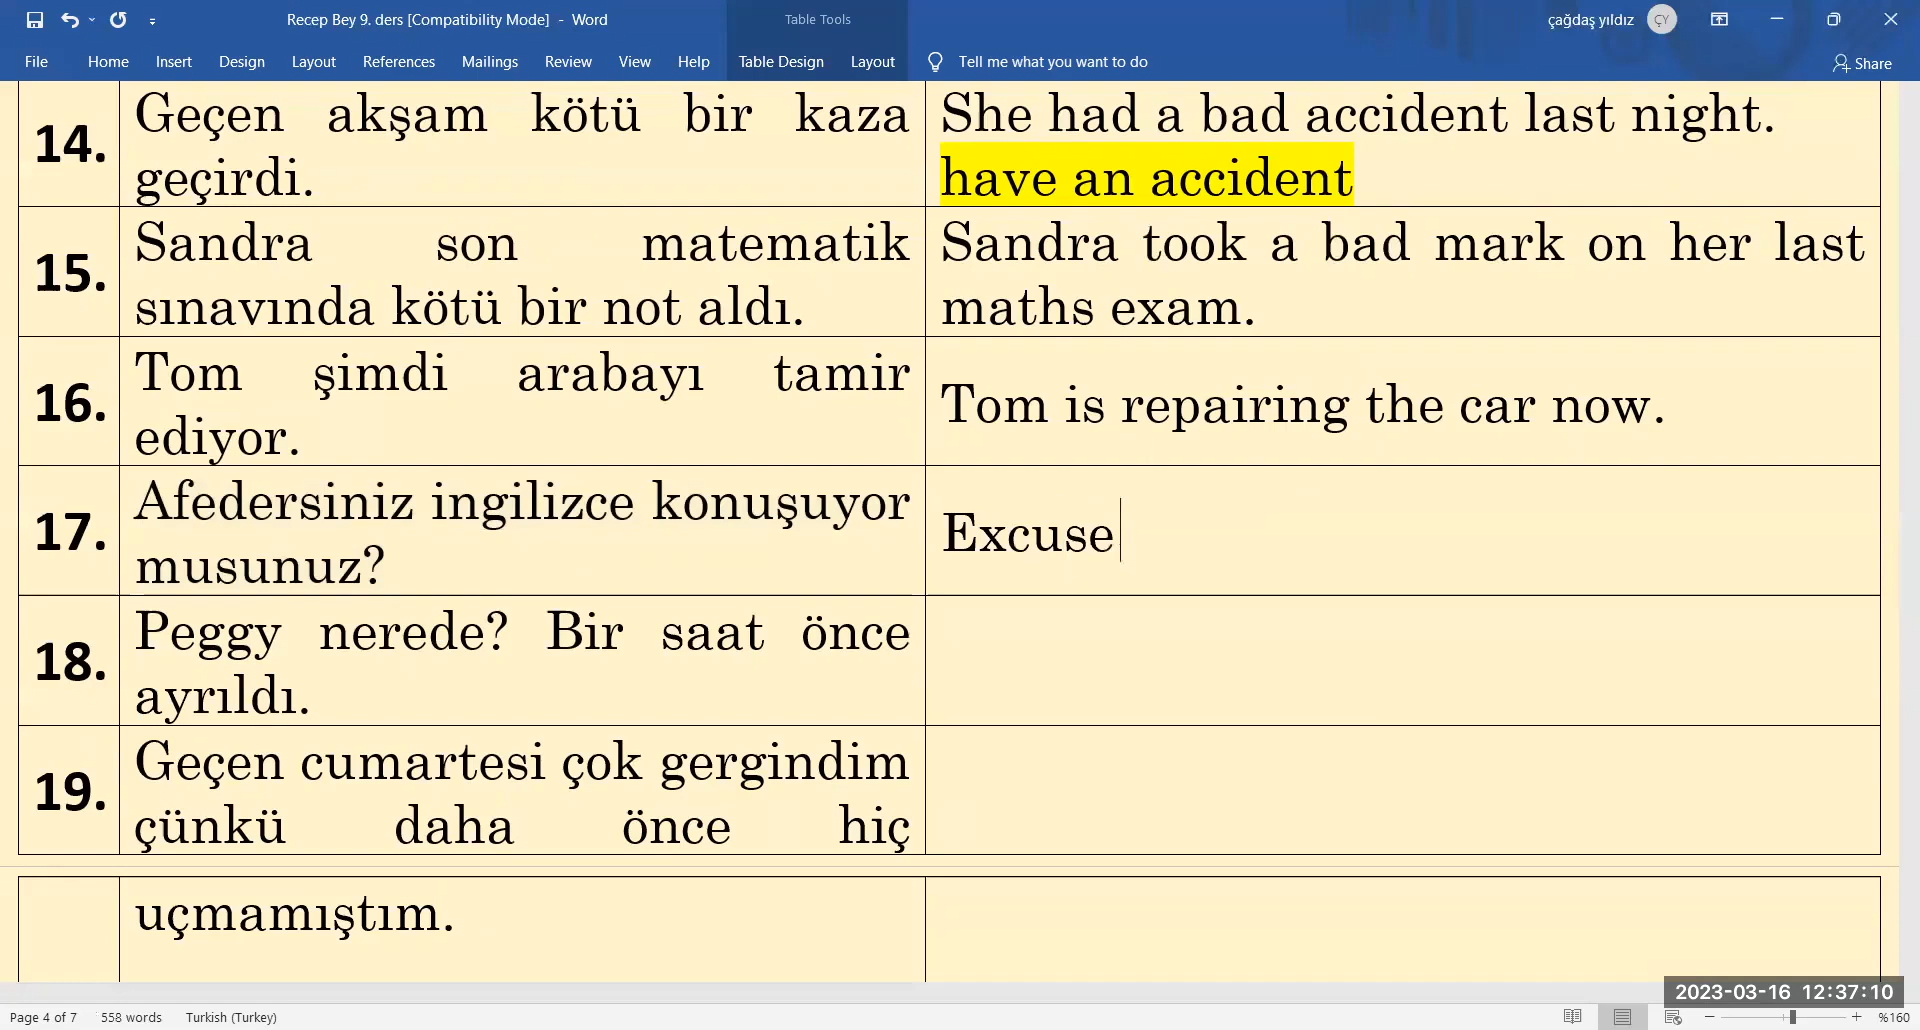 Recep Bey 9. ders [Compatibility Mode] - Word
Table Tools
çağdaş yıldız
ÇY
File Home Insert Design Layout References Mailings Review View Help Table Design Layout Tell me what you want to do Share
14.
Geçen akşam kötü bir kaza
geçirdi.
She had a bad accident last night.
have an accident
15.
Sandra son matematik
sınavında kötü bir not aldı.
Sandra took a bad mark on her last
maths exam.
16.
Tom şimdi arabayı tamir
ediyor.
Tom is repairing the car now.
17.
Afedersiniz ingilizce konuşuyor
musunuz?
Excuse
18.
Peggy nerede? Bir saat önce
ayrıldı.
19.
Geçen cumartesi çok gergindim
çünkü daha önce hiç
uçmamıştım.
2023-03-16 12:37:10
Page 4 of 7 558 words Turkish (Turkey) %160